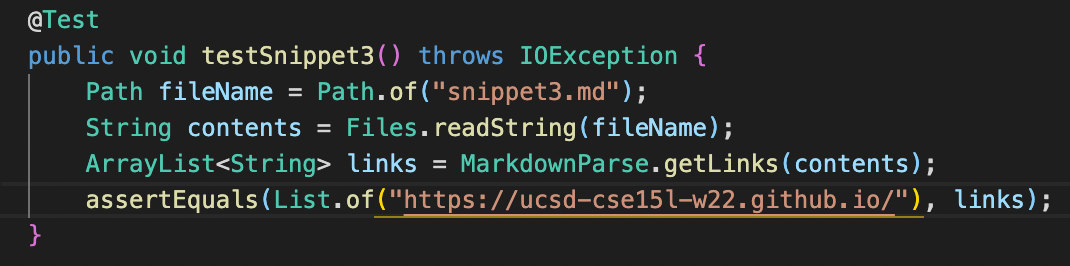 @Test
public void testSnippet3() throws IOException {
Path fileName = Path.of("snippet3.md");
String contents = Files.readString(fileName);
ArrayList<String> links = MarkdownParse.getLinks(contents);
assertEquals(List.of("https://ucsd-cse15l-w22.github.io/"), links);
}